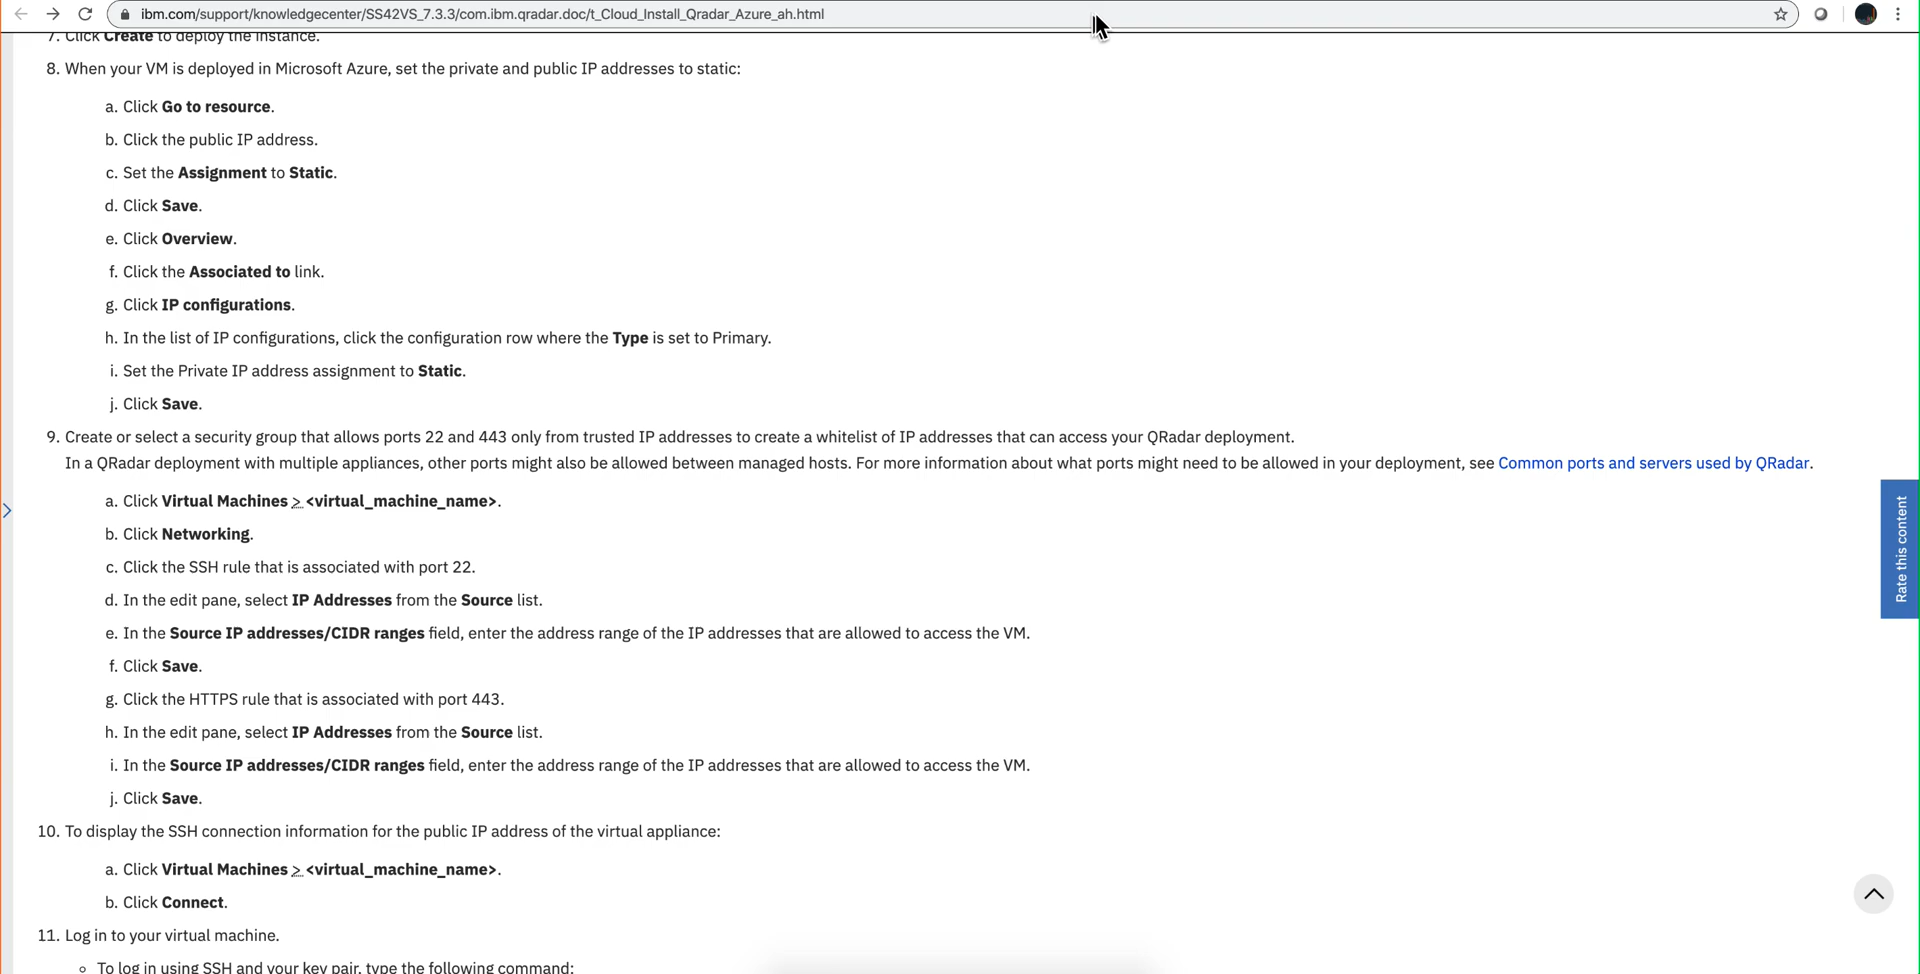 ibm.com/support/knowledgecenter/SS42VS_7.3.3/com.ibm.qradar.doc/t_Cloud_Install_Qradar_Azure_ah.html
7. Click Create to deploy the instance.
8. When your VM is deployed in Microsoft Azure, set the private and public IP addresses to static:
a. Click Go to resource.
b. Click the public IP address.
c. Set the Assignment to Static.
d. Click Save.
e. Click Overview.
f. Click the Associated to link.
g. Click IP configurations.
h. In the list of IP configurations, click the configuration row where the Type is set to Primary.
i. Set the Private IP address assignment to Static.
j. Click Save.
9. Create or select a security group that allows ports 22 and 443 only from trusted IP addresses to create a whitelist of IP addresses that can access your QRadar deployment.
In a QRadar deployment with multiple appliances, other ports might also be allowed between managed hosts. For more information about what ports might need to be allowed in your deployment, see Common ports and servers used by QRadar.
a. Click Virtual Machines > <virtual_machine_name>.
b. Click Networking.
c. Click the SSH rule that is associated with port 22.
d. In the edit pane, select IP Addresses from the Source list.
e. In the Source IP addresses/CIDR ranges field, enter the address range of the IP addresses that are allowed to access the VM.
f. Click Save.
g. Click the HTTPS rule that is associated with port 443.
h. In the edit pane, select IP Addresses from the Source list.
i. In the Source IP addresses/CIDR ranges field, enter the address range of the IP addresses that are allowed to access the VM.
j. Click Save.
10. To display the SSH connection information for the public IP address of the virtual appliance:
a. Click Virtual Machines > <virtual_machine_name>.
b. Click Connect.
11. Log in to your virtual machine.
To log in using SSH and your key pair, type the following command:
Rate this content